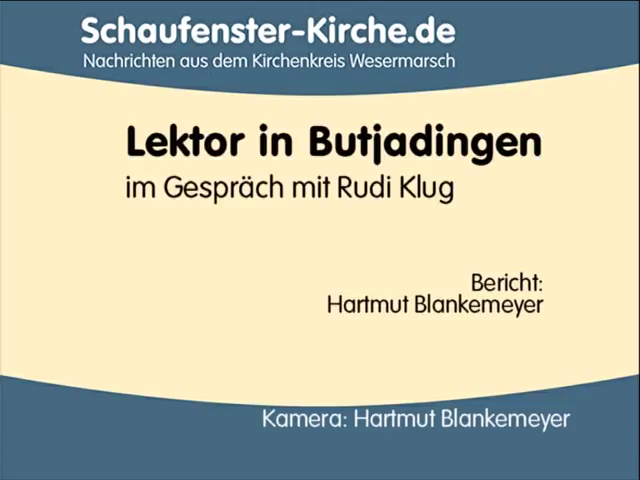 Schaufenster-Kirche.de
Nachrichten aus dem Kirchenkreis Wesermarsch
Lektor in Butjadingen
im Gespräch mit Rudi Klug
Bericht:
Hartmut Blankemeyer
Kamera: Hartmut Blankemeyer